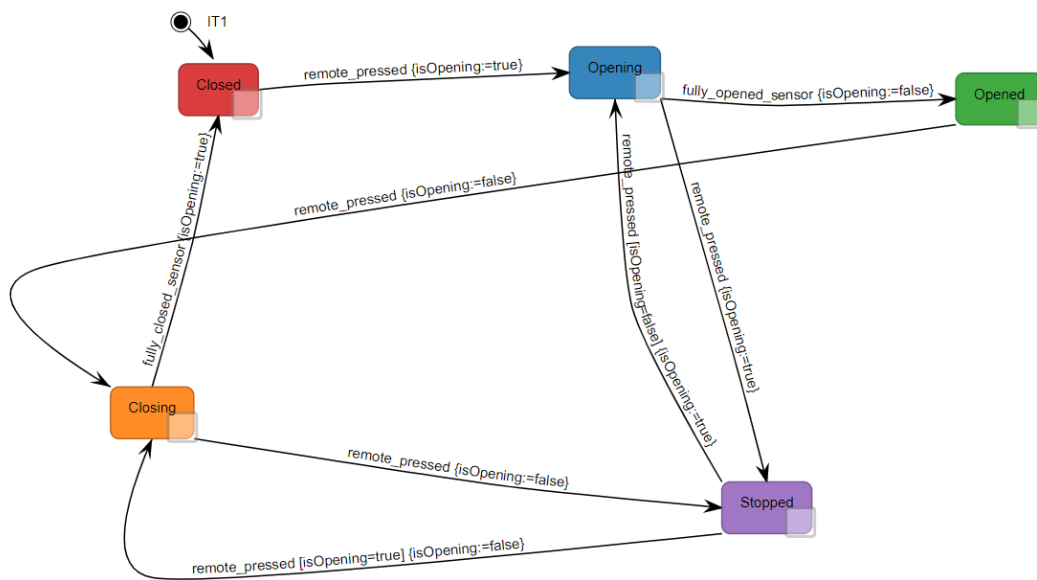 IT1
Closed
remote_pressed {isOpening:=true}
Opening
fully_opened_sensor {isOpening:=false}
Opened
remote_pressed {isOpening:=false}
fully_closed_sensor {isOpening:=true}
remote_pressed [isOpening=false] {isOpening:=true}
remote_pressed {isOpening:=true}
Closing
remote_pressed {isOpening:=false}
Stopped
remote_pressed [isOpening=true] {isOpening:=false}